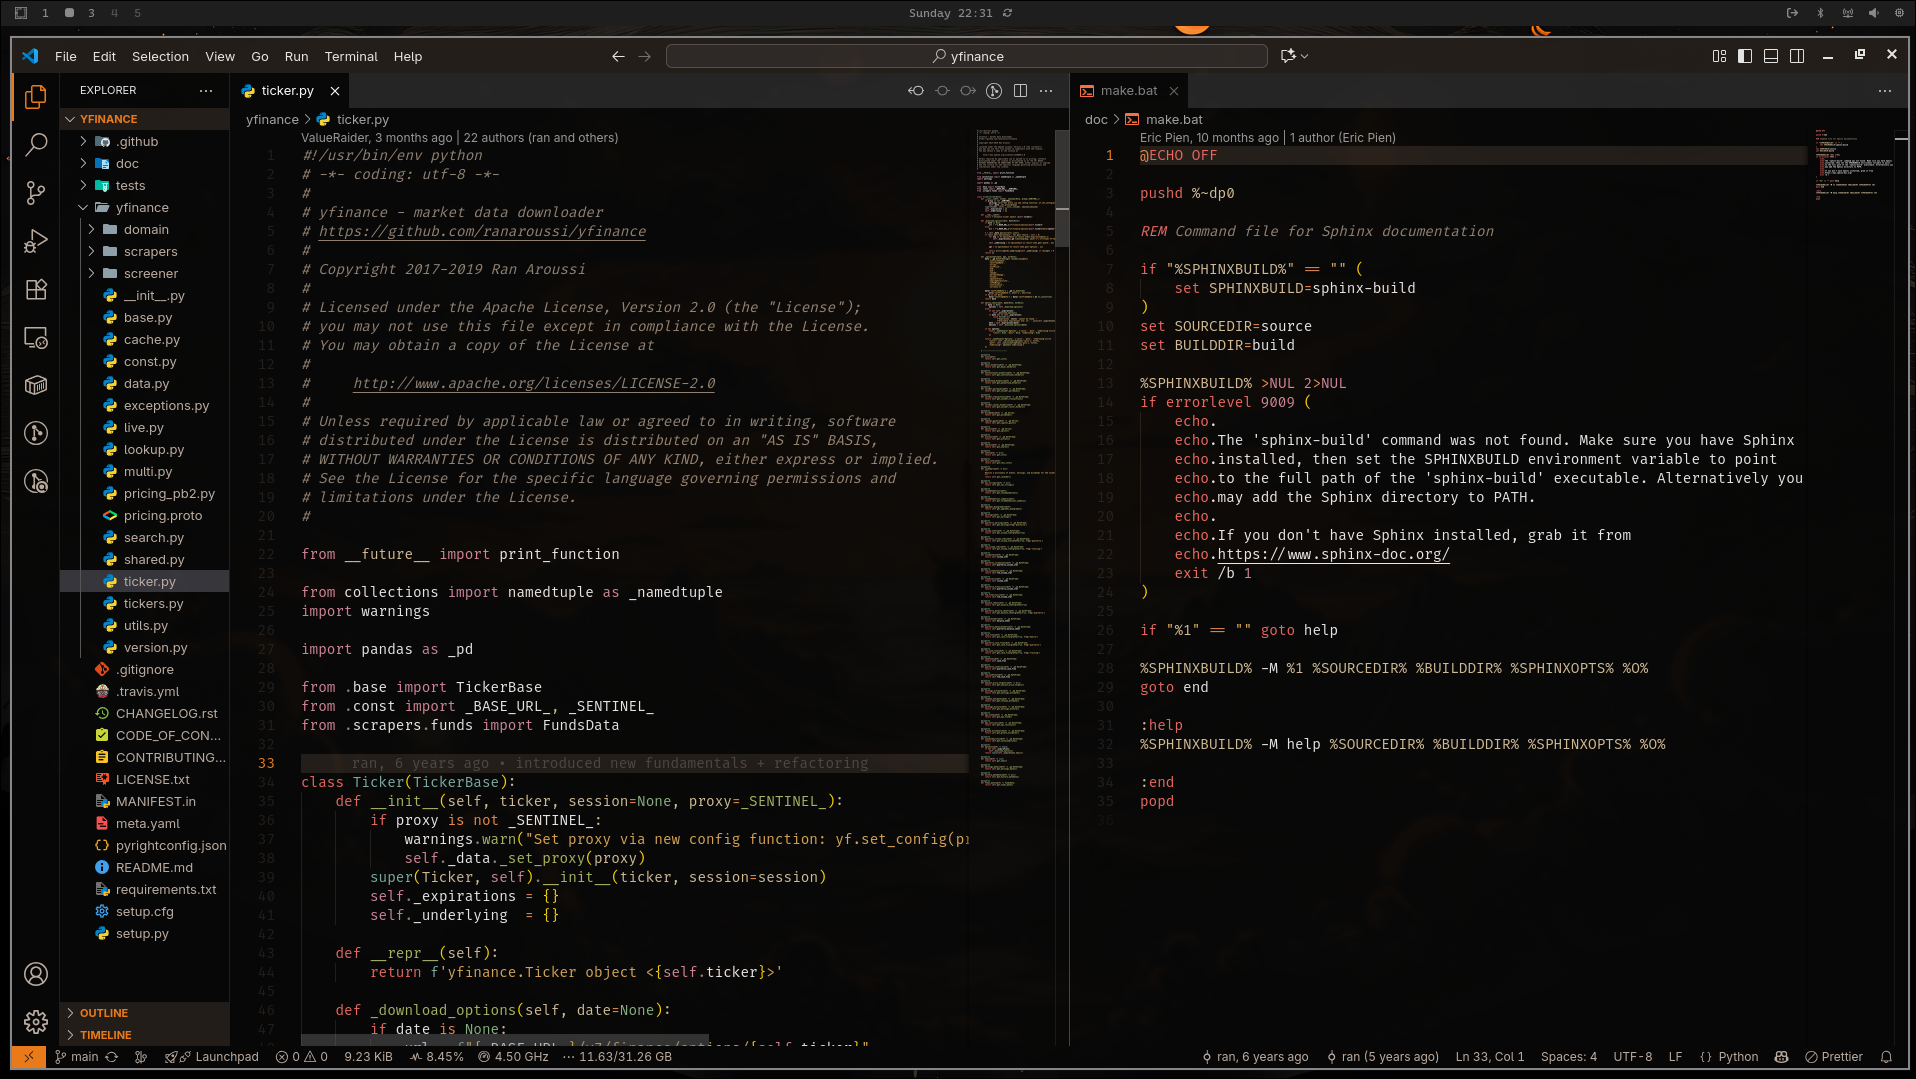 1 3 4 5
Sunday 22:31
File Edit Selection View Go Run Terminal Help
yfinance
EXPLORER
YFINANCE
.github
doc
tests
yfinance
domain
scrapers
screener
__init__.py
base.py
cache.py
const.py
data.py
exceptions.py
live.py
lookup.py
multi.py
pricing_pb2.py
pricing.proto
search.py
shared.py
ticker.py
tickers.py
utils.py
version.py
.gitignore
.travis.yml
CHANGELOG.rst
CODE_OF_CON...
CONTRIBUTING...
LICENSE.txt
MANIFEST.in
meta.yaml
pyrightconfig.json
README.md
requirements.txt
setup.cfg
setup.py
OUTLINE
TIMELINE
ticker.py
yfinance > ticker.py
ValueRaider, 3 months ago | 22 authors (ran and others)
1 #!/usr/bin/env python
2 # -*- coding: utf-8 -*-
3 #
4 # yfinance - market data downloader
5 # https://github.com/ranaroussi/yfinance
6 #
7 # Copyright 2017-2019 Ran Aroussi
8 #
9 # Licensed under the Apache License, Version 2.0 (the "License");
10 # you may not use this file except in compliance with the License.
11 # You may obtain a copy of the License at
12 #
13 #     http://www.apache.org/licenses/LICENSE-2.0
14 #
15 # Unless required by applicable law or agreed to in writing, software
16 # distributed under the License is distributed on an "AS IS" BASIS,
17 # WITHOUT WARRANTIES OR CONDITIONS OF ANY KIND, either express or implied.
18 # See the License for the specific language governing permissions and
19 # limitations under the License.
20 #
21
22 from __future__ import print_function
23
24 from collections import namedtuple as _namedtuple
25 import warnings
26
27 import pandas as _pd
28
29 from .base import TickerBase
30 from .const import _BASE_URL_, _SENTINEL_
31 from .scrapers.funds import FundsData
32
33 ran, 6 years ago • introduced new fundamentals + refactoring
34 class Ticker(TickerBase):
35     def __init__(self, ticker, session=None, proxy=_SENTINEL_):
36         if proxy is not _SENTINEL_:
37             warnings.warn("Set proxy via new config function: yf.set_config(pr
38             self._data._set_proxy(proxy)
39         super(Ticker, self).__init__(ticker, session=session)
40         self._expirations = {}
41         self._underlying  = {}
42
43     def __repr__(self):
44         return f'yfinance.Ticker object <{self.ticker}>'
45
46     def _download_options(self, date=None):
47         if date is None:
make.bat
doc > make.bat
Eric Pien, 10 months ago | 1 author (Eric Pien)
1 @ECHO OFF
2
3 pushd %~dp0
4
5 REM Command file for Sphinx documentation
6
7 if "%SPHINXBUILD%" == "" (
8     set SPHINXBUILD=sphinx-build
9 )
10 set SOURCEDIR=source
11 set BUILDDIR=build
12
13 %SPHINXBUILD% >NUL 2>NUL
14 if errorlevel 9009 (
15     echo.
16     echo.The 'sphinx-build' command was not found. Make sure you have Sphinx
17     echo.installed, then set the SPHINXBUILD environment variable to point
18     echo.to the full path of the 'sphinx-build' executable. Alternatively you
19     echo.may add the Sphinx directory to PATH.
20     echo.
21     echo.If you don't have Sphinx installed, grab it from
22     echo.https://www.sphinx-doc.org/
23     exit /b 1
24 )
25
26 if "%1" == "" goto help
27
28 %SPHINXBUILD% -M %1 %SOURCEDIR% %BUILDDIR% %SPHINXOPTS% %O%
29 goto end
30
31 :help
32 %SPHINXBUILD% -M help %SOURCEDIR% %BUILDDIR% %SPHINXOPTS% %O%
33
34 :end
35 popd
36
main Launchpad 0 0 9.23 KiB 8.45% 4.50 GHz 11.63/31.26 GB
ran, 6 years ago ran (5 years ago) Ln 33, Col 1 Spaces: 4 UTF-8 LF {} Python Prettier